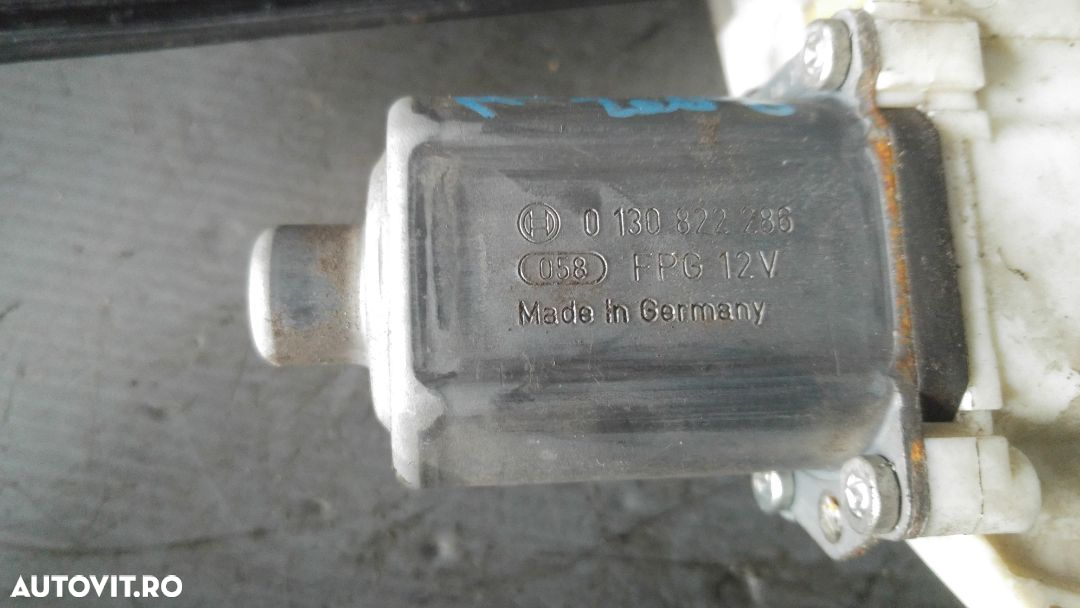 0 130 822 286
058 FPG 12V
Made in Germany
AUTOVIT.RO